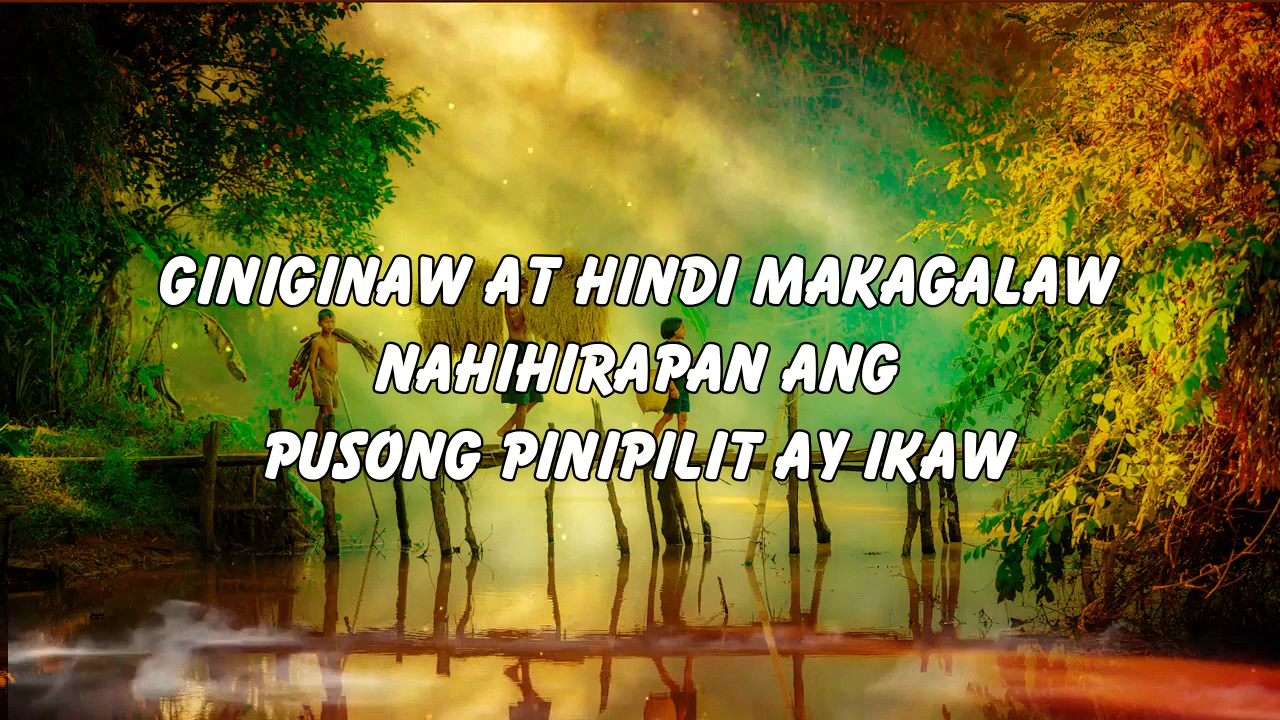 GINIGINAW AT HINDI MAKAGALAW
NAHIHIRAPAN ANG
PUSONG PINIPILIT AY IKAW